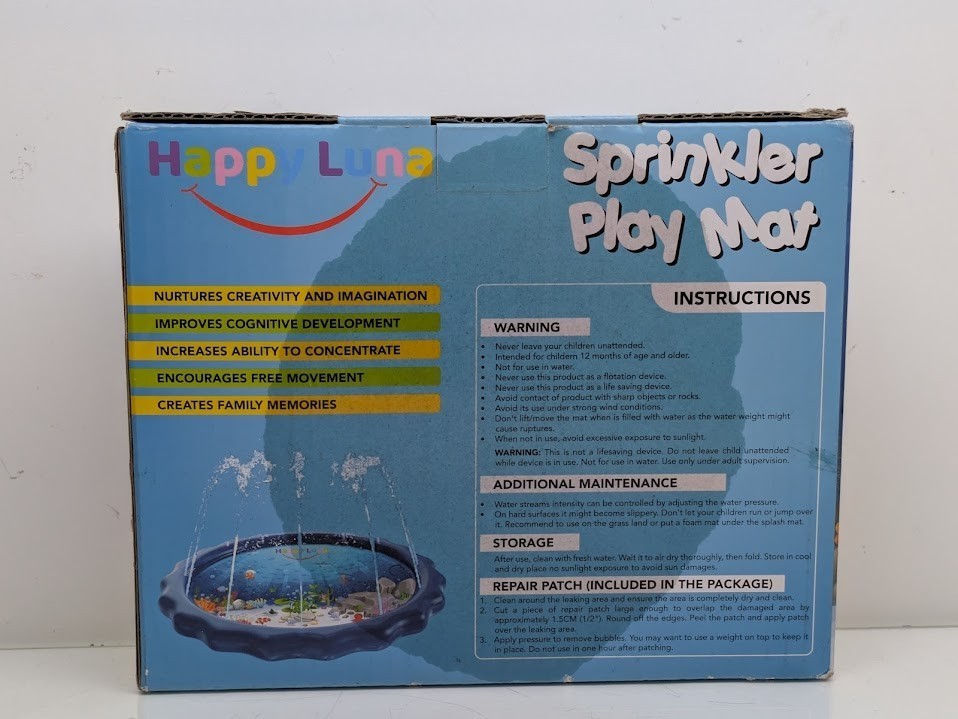 Happy Luna
Sprinkler
Play Mat
NURTURES CREATIVITY AND IMAGINATION
IMPROVES COGNITIVE DEVELOPMENT
INCREASES ABILITY TO CONCENTRATE
ENCOURAGES FREE MOVEMENT
CREATES FAMILY MEMORIES
Happy Luna
INSTRUCTIONS
WARNING
• Never leave your children unattended.
• Intended for childern 12 months of age and older.
• Not for use in water.
• Never use this product as a flotation device.
• Never use this product as a life saving device.
• Avoid contact of product with sharp objects or rocks.
• Avoid its use under strong wind conditions.
• Don't lift/move the mat when is filled with water as the water weight might
cause ruptures.
• When not in use, avoid excessive exposure to sunlight.
WARNING: This is not a lifesaving device. Do not leave child unattended
while device is in use. Not for use in water. Use only under adult supervision.
ADDITIONAL MAINTENANCE
• Water streams intensity can be controlled by adjusting the water pressure.
• On hard surfaces it might become slippery. Don't let your children run or jump over
it. Recommend to use on the grass land or put a foam mat under the splash mat.
STORAGE
After use, clean with fresh water. Wait it to air dry thoroughly, then fold. Store in cool
and dry place no sunlight exposure to avoid sun damages.
REPAIR PATCH (INCLUDED IN THE PACKAGE)
1. Clean around the leaking area and ensure the area is completely dry and clean.
2. Cut a piece of repair patch large enough to overlap the damaged area by
approximately 1.5CM (1/2"). Round off the edges. Peel the patch and apply patch
over the leaking area.
3. Apply pressure to remove bubbles. You may want to use a weight on top to keep it
in place. Do not use in one hour after patching.